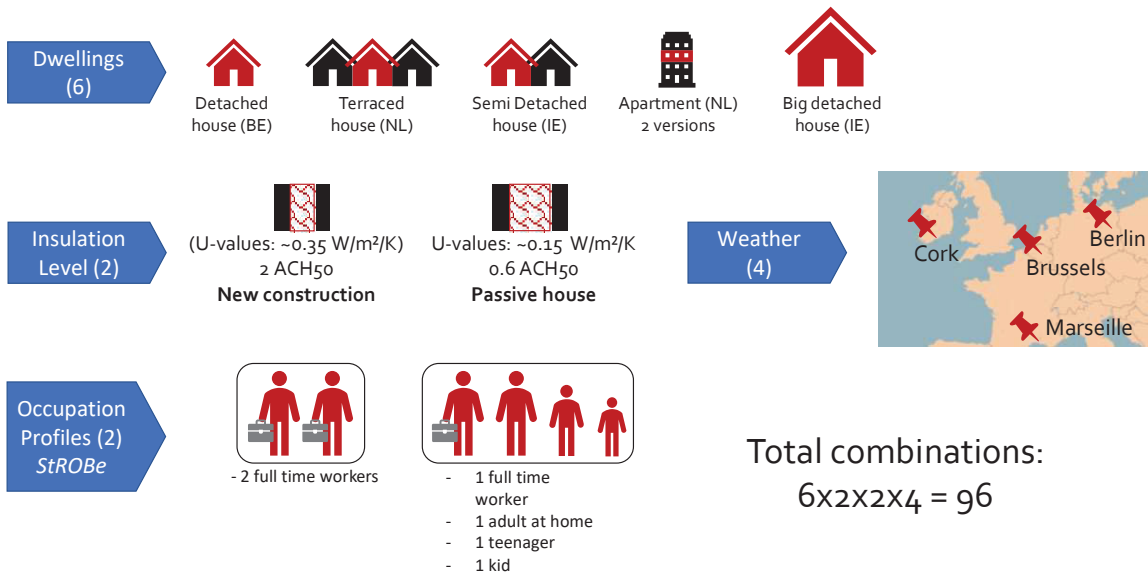 Dwellings
(6)
Detached
house (BE)
Terraced
house (NL)
Semi Detached
house (IE)
Apartment (NL)
2 versions
Big detached
house (IE)
Insulation
Level (2)
(U-values: ~0.35 W/m²/K)
2 ACH50
New construction
U-values: ~0.15 W/m²/K
0.6 ACH50
Passive house
Weather
(4)
Cork
Brussels
Berlin
Marseille
Occupation
Profiles (2)
StROBe
- 2 full time workers
- 1 full time
worker
- 1 adult at home
- 1 teenager
- 1 kid
Total combinations:
6x2x2x4 = 96